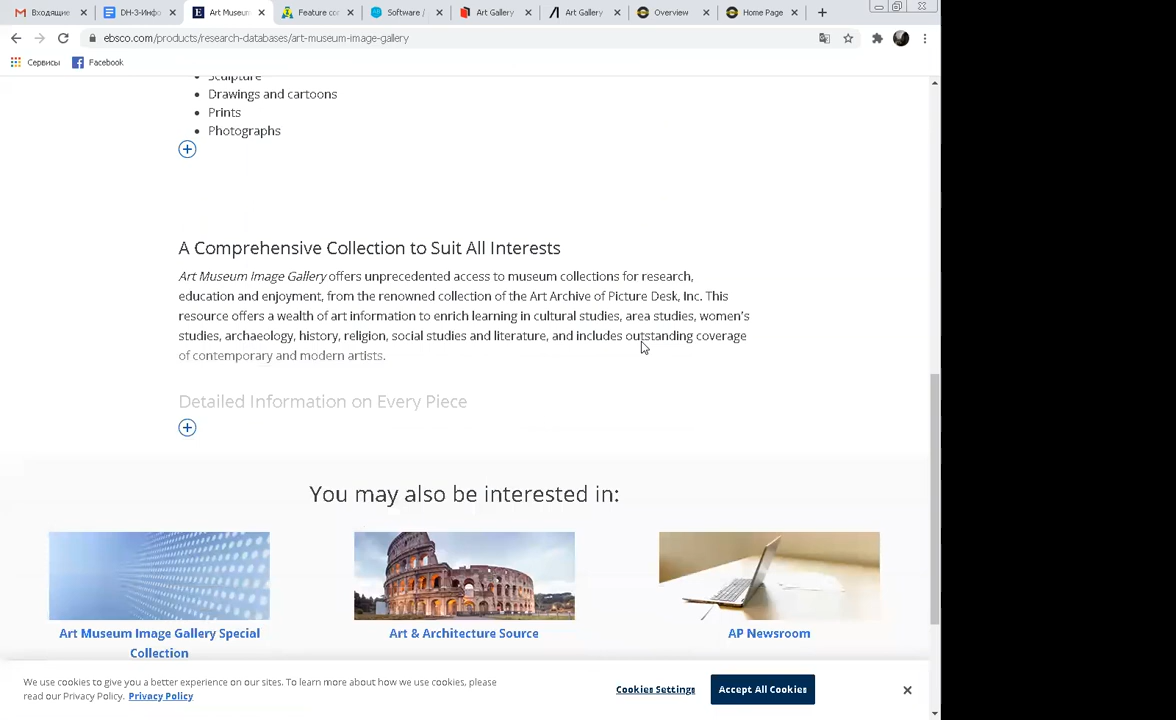 Входящие
DH-3-Инфо
Art Museu
Feature co
Software /
Art Gallery
Art Gallery
Overview
Home Page
ebsco.com/products/research-databases/art-museum-image-gallery
Сервисы
Facebook
Sculpture
Drawings and cartoons
Prints
Photographs
A Comprehensive Collection to Suit All Interests
Art Museum Image Gallery offers unprecedented access to museum collections for research,
education and enjoyment, from the renowned collection of the Art Archive of Picture Desk, Inc. This
resource offers a wealth of art information to enrich learning in cultural studies, area studies, women's
studies, archaeology, history, religion, social studies and literature, and includes outstanding coverage
of contemporary and modern artists.
Detailed Information on Every Piece
You may also be interested in:
Art Museum Image Gallery Special
Collection
Art & Architecture Source
AP Newsroom
We use cookies to give you a better experience on our sites. To learn more about how we use cookies, please
read our Privacy Policy. Privacy Policy
Cookies Settings
Accept All Cookies